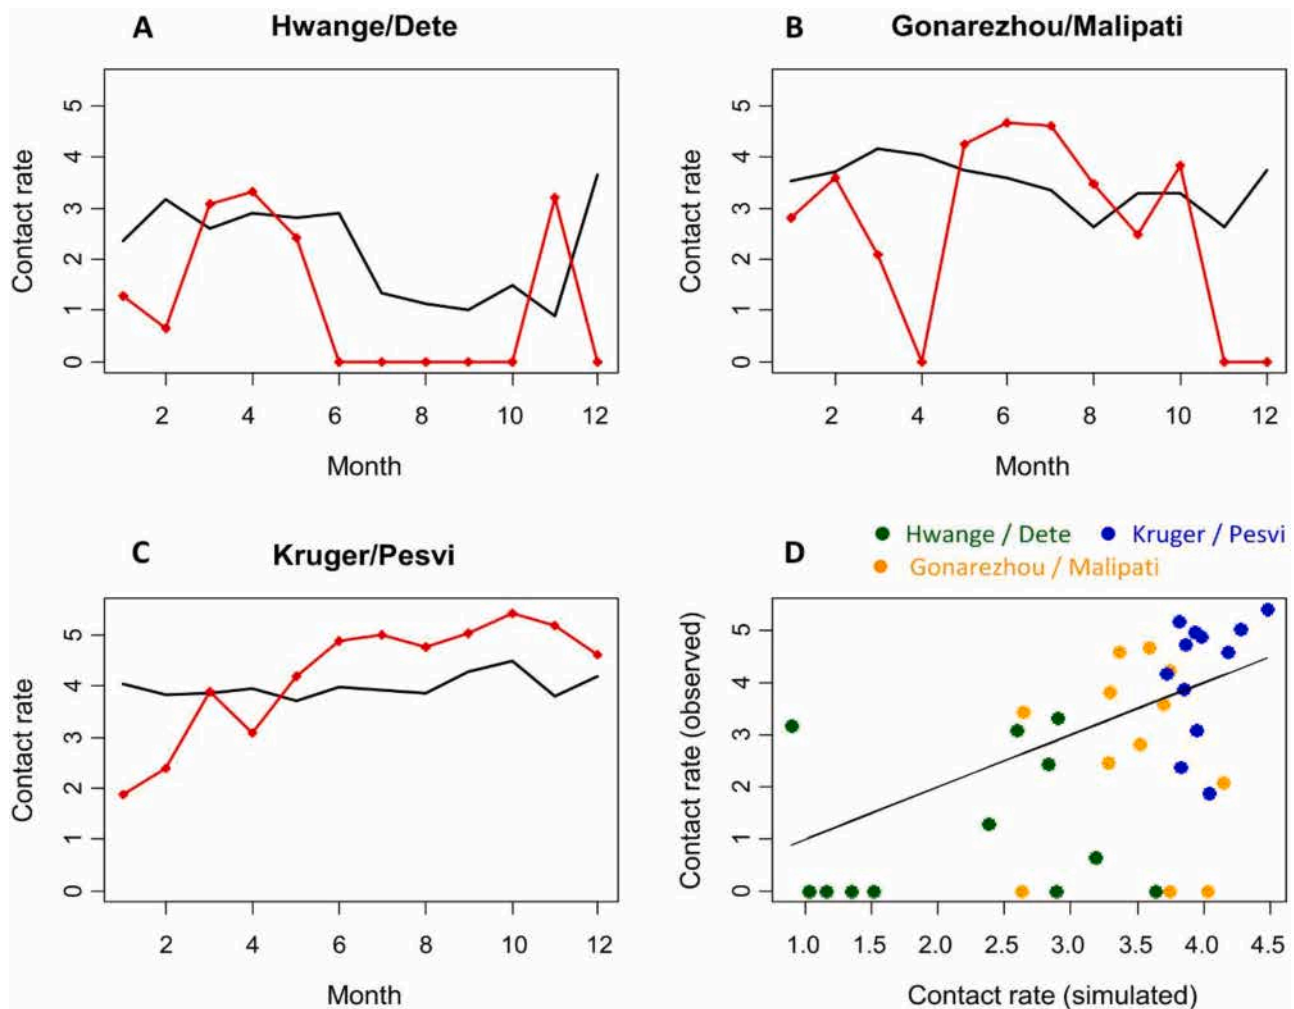 A Hwange/Dete
B Gonarezhou/Malipati
Contact rate
5
4
3
2
1
0
2 4 6 8 10 12
Month
Contact rate
5
4
3
2
1
0
2 4 6 8 10 12
Month
C Kruger/Pesvi
Contact rate
5
4
3
2
1
0
2 4 6 8 10 12
Month
D
Hwange / Dete Kruger / Pesvi
Gonarezhou / Malipati
Contact rate (observed)
5
4
3
2
1
0
1.0 1.5 2.0 2.5 3.0 3.5 4.0 4.5
Contact rate (simulated)